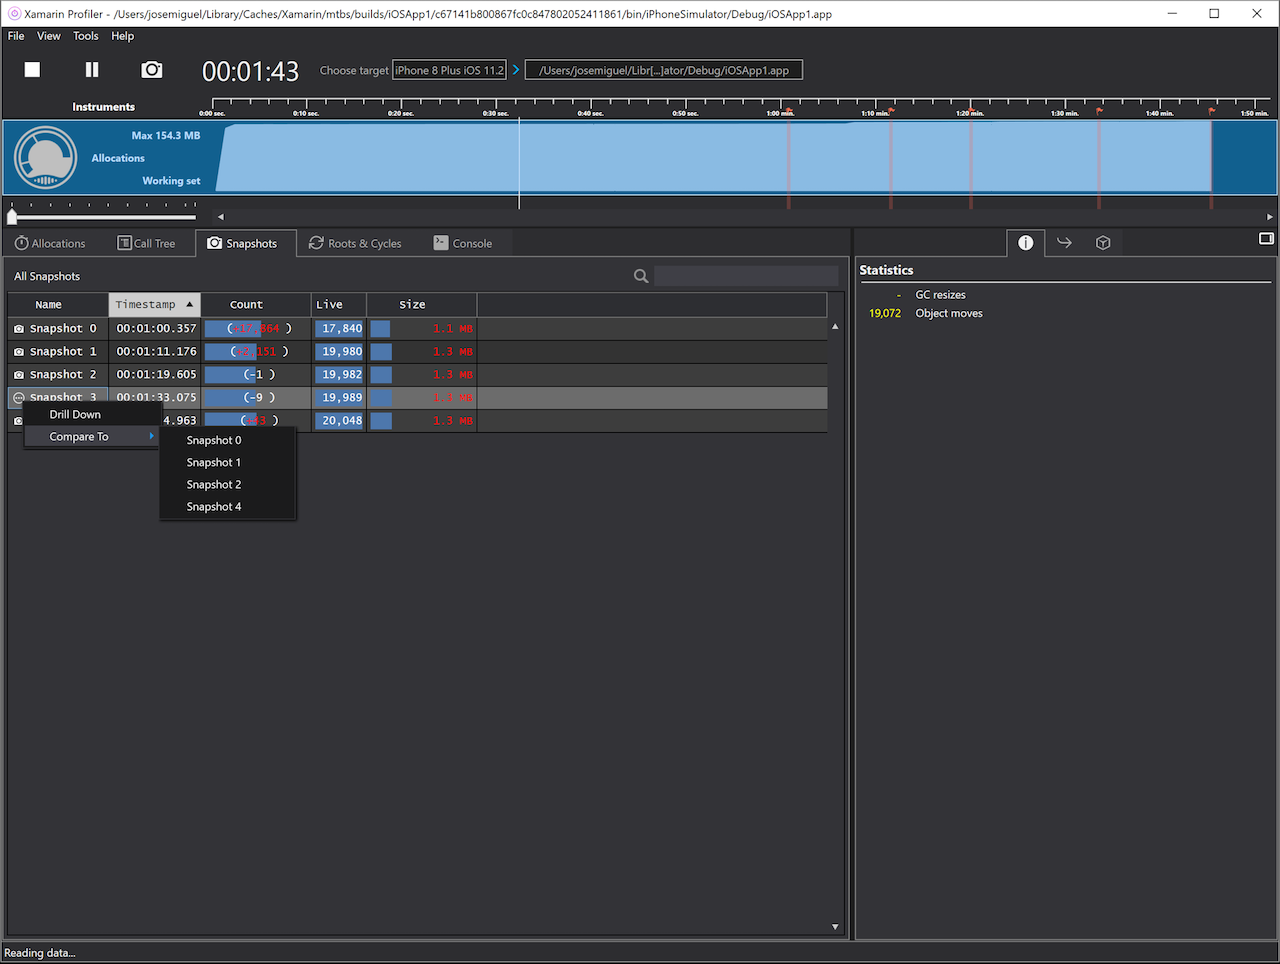 Xamarin Profiler - /Users/josemiguel/Library/Caches/Xamarin/mtbs/builds/iOSApp1/c67141b800867fc0c847802052411861/bin/iPhoneSimulator/Debug/iOSApp1.app
File View Tools Help
00:01:43 Choose target iPhone 8 Plus iOS 11.2 /Users/josemiguel/Libr[...]ator/Debug/iOSApp1.app
Instruments
0:00 sec. 0:10 sec. 0:20 sec. 0:30 sec. 0:40 sec. 0:50 sec. 1:00 min. 1:10 min. 1:20 min. 1:30 min. 1:40 min. 1:50 min.
Max 154.3 MB
Allocations
Working set
Allocations Call Tree Snapshots Roots & Cycles Console
All Snapshots
Name Timestamp Count Live Size
Snapshot 0 00:01:00.357 (+17,864 ) 17,840 1.1 MB
Snapshot 1 00:01:11.176 (+2,151 ) 19,980 1.3 MB
Snapshot 2 00:01:19.605 (-1 ) 19,982 1.3 MB
Snapshot 3 00:01:33.075 (-9 ) 19,989 1.3 MB
4.963 20,048 1.3 MB
Drill Down
Compare To
Snapshot 0
Snapshot 1
Snapshot 2
Snapshot 4
Statistics
- GC resizes
19,072 Object moves
Reading data...